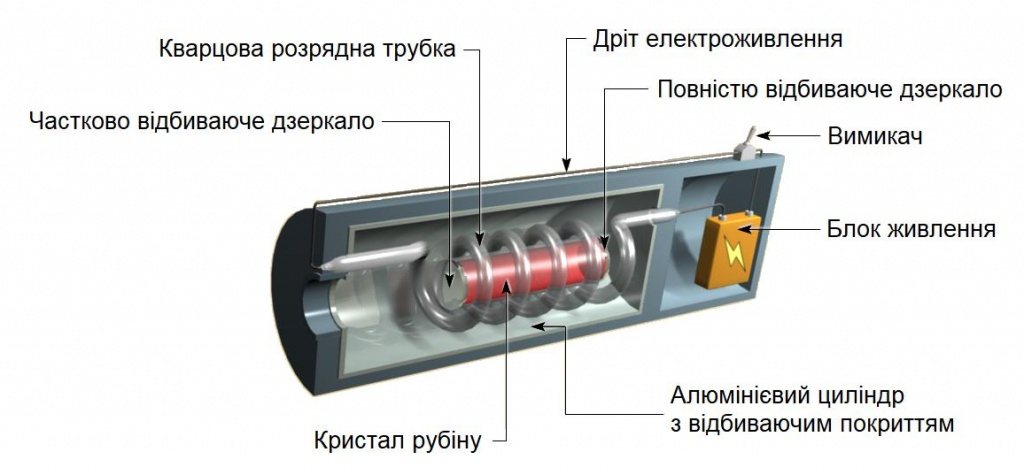 Дріт електроживлення
Кварцова розрядна трубка
Повністю відбиваюче дзеркало
Частково відбиваюче дзеркало
Вимикач
Блок живлення
Алюмінієвий циліндр
з відбиваючим покриттям
Кристал рубіну